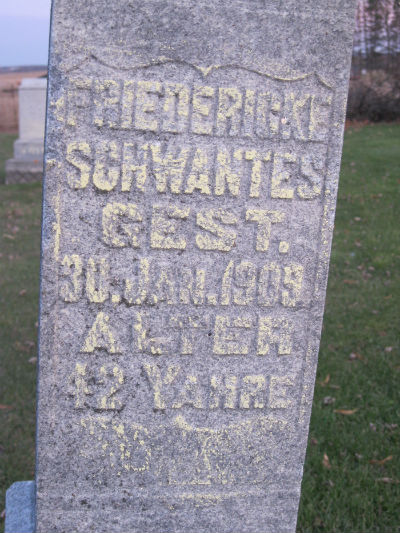 FRIEDERICKE
SCHWANTES
GEST.
30. JAN. 1909
ALTER
42 YAHRE